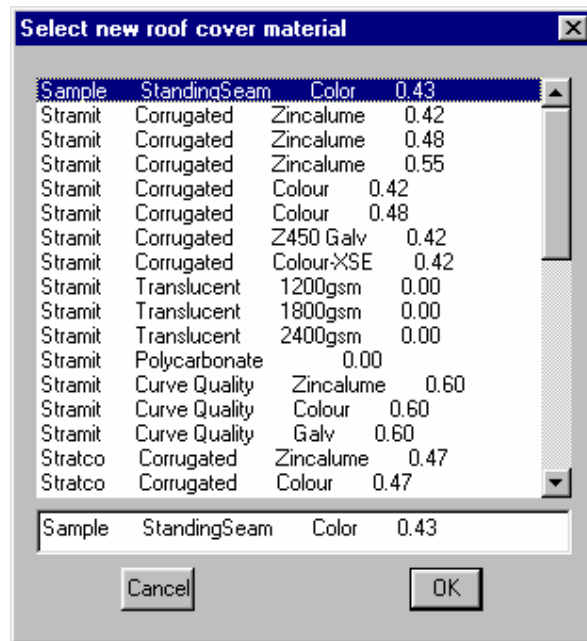 Select new roof cover material
Sample StandingSeam Color 0.43
Stramit Corrugated Zincalume 0.42
Stramit Corrugated Zincalume 0.48
Stramit Corrugated Zincalume 0.55
Stramit Corrugated Colour 0.42
Stramit Corrugated Colour 0.48
Stramit Corrugated Z450 Galv 0.42
Stramit Corrugated Colour-XSE 0.42
Stramit Translucent 1200gsm 0.00
Stramit Translucent 1800gsm 0.00
Stramit Translucent 2400gsm 0.00
Stramit Polycarbonate 0.00
Stramit Curve Quality Zincalume 0.60
Stramit Curve Quality Colour 0.60
Stramit Curve Quality Galv 0.60
Stratco Corrugated Zincalume 0.47
Stratco Corrugated Colour 0.47
Sample StandingSeam Color 0.43
Cancel OK